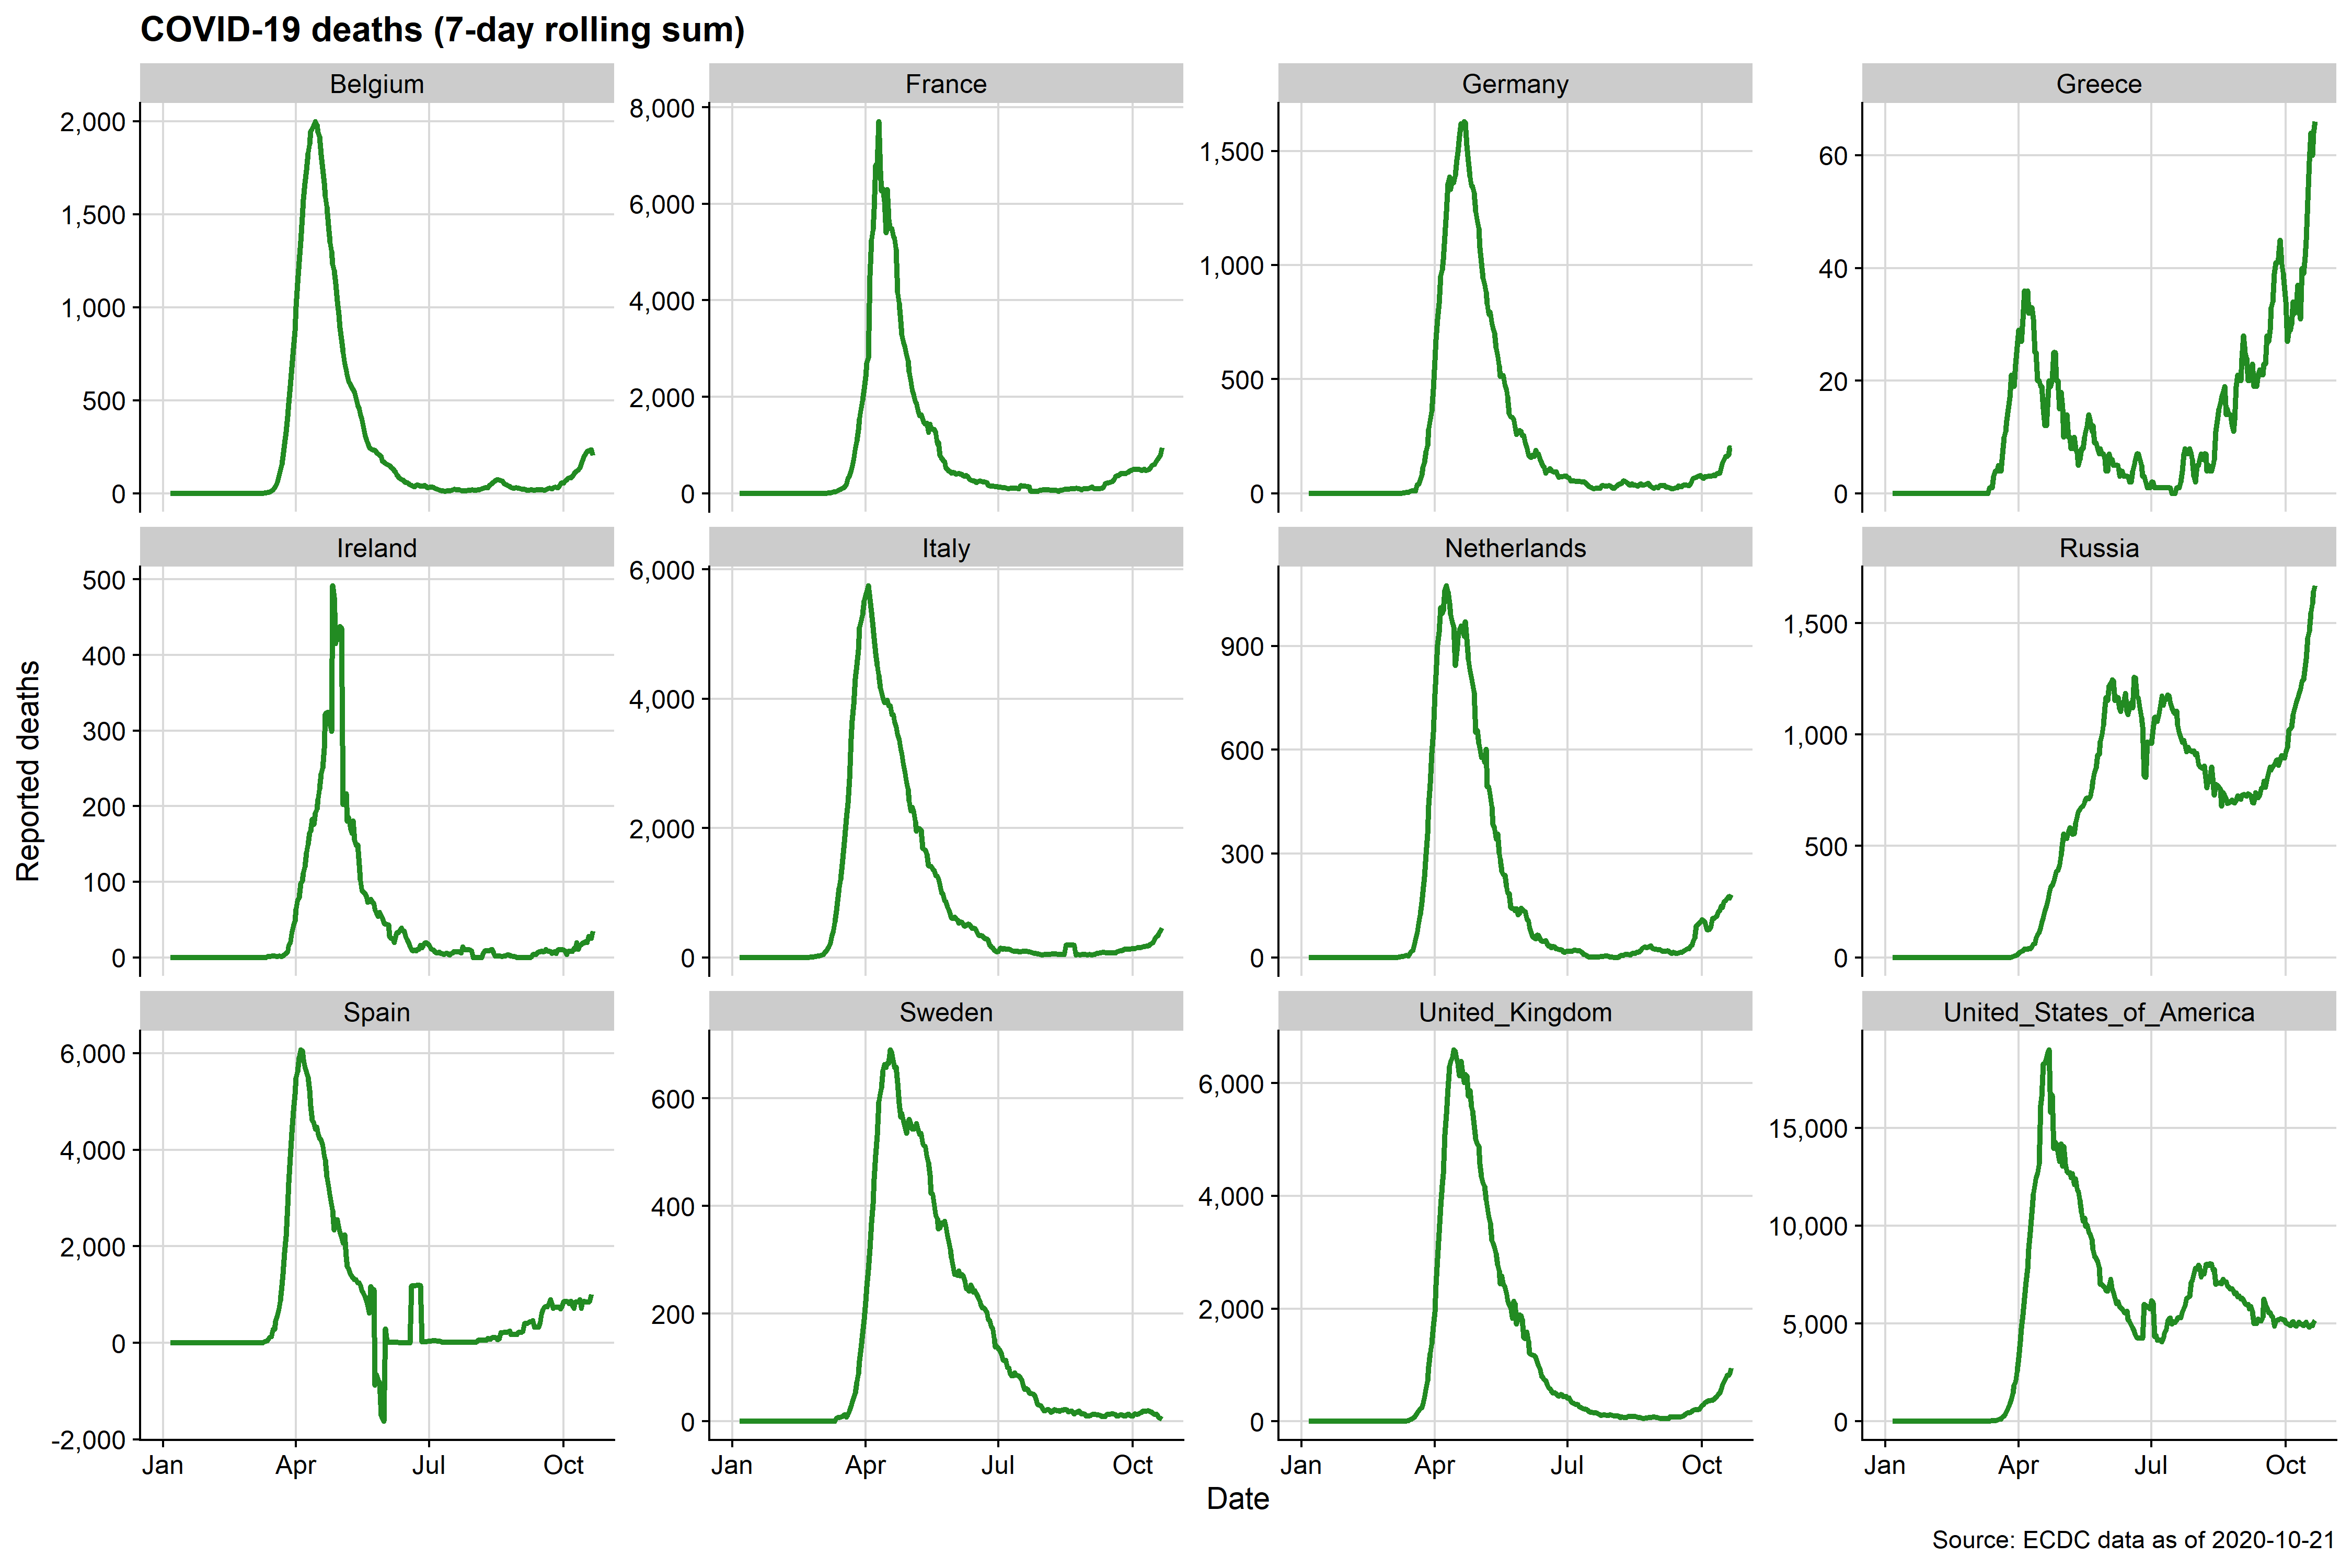 COVID-19 deaths (7-day rolling sum)
Belgium
France
Germany
Greece
2,000
1,500
1,000
500
0
8,000
6,000
4,000
2,000
0
1,500
1,000
500
0
60
40
20
0
Ireland
Italy
Netherlands
Russia
500
400
300
200
100
0
6,000
4,000
2,000
0
900
600
300
0
1,500
1,000
500
0
Reported deaths
Spain
Sweden
United_Kingdom
United_States_of_America
6,000
4,000
2,000
0
-2,000
600
400
200
0
6,000
4,000
2,000
0
15,000
10,000
5,000
0
Jan Apr Jul Oct
Jan Apr Jul Oct
Jan Apr Jul Oct
Jan Apr Jul Oct
Date
Source: ECDC data as of 2020-10-21